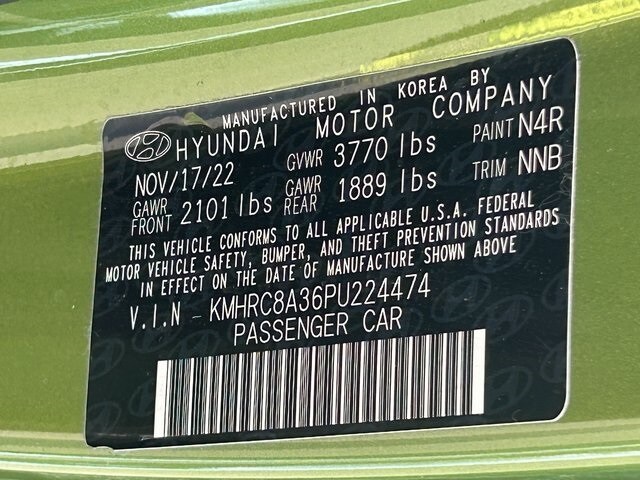 MANUFACTURED IN KOREA BY
HYUNDAI MOTOR COMPANY
NOV/17/22 GVWR 3770 lbs PAINT N4R
GAWR FRONT 2101 lbs GAWR REAR 1889 lbs TRIM NNB
THIS VEHICLE CONFORMS TO ALL APPLICABLE U.S.A. FEDERAL
MOTOR VEHICLE SAFETY, BUMPER, AND THEFT PREVENTION STANDARDS
IN EFFECT ON THE DATE OF MANUFACTURE SHOWN ABOVE
V.I.N - KMHRC8A36PU224474
PASSENGER CAR